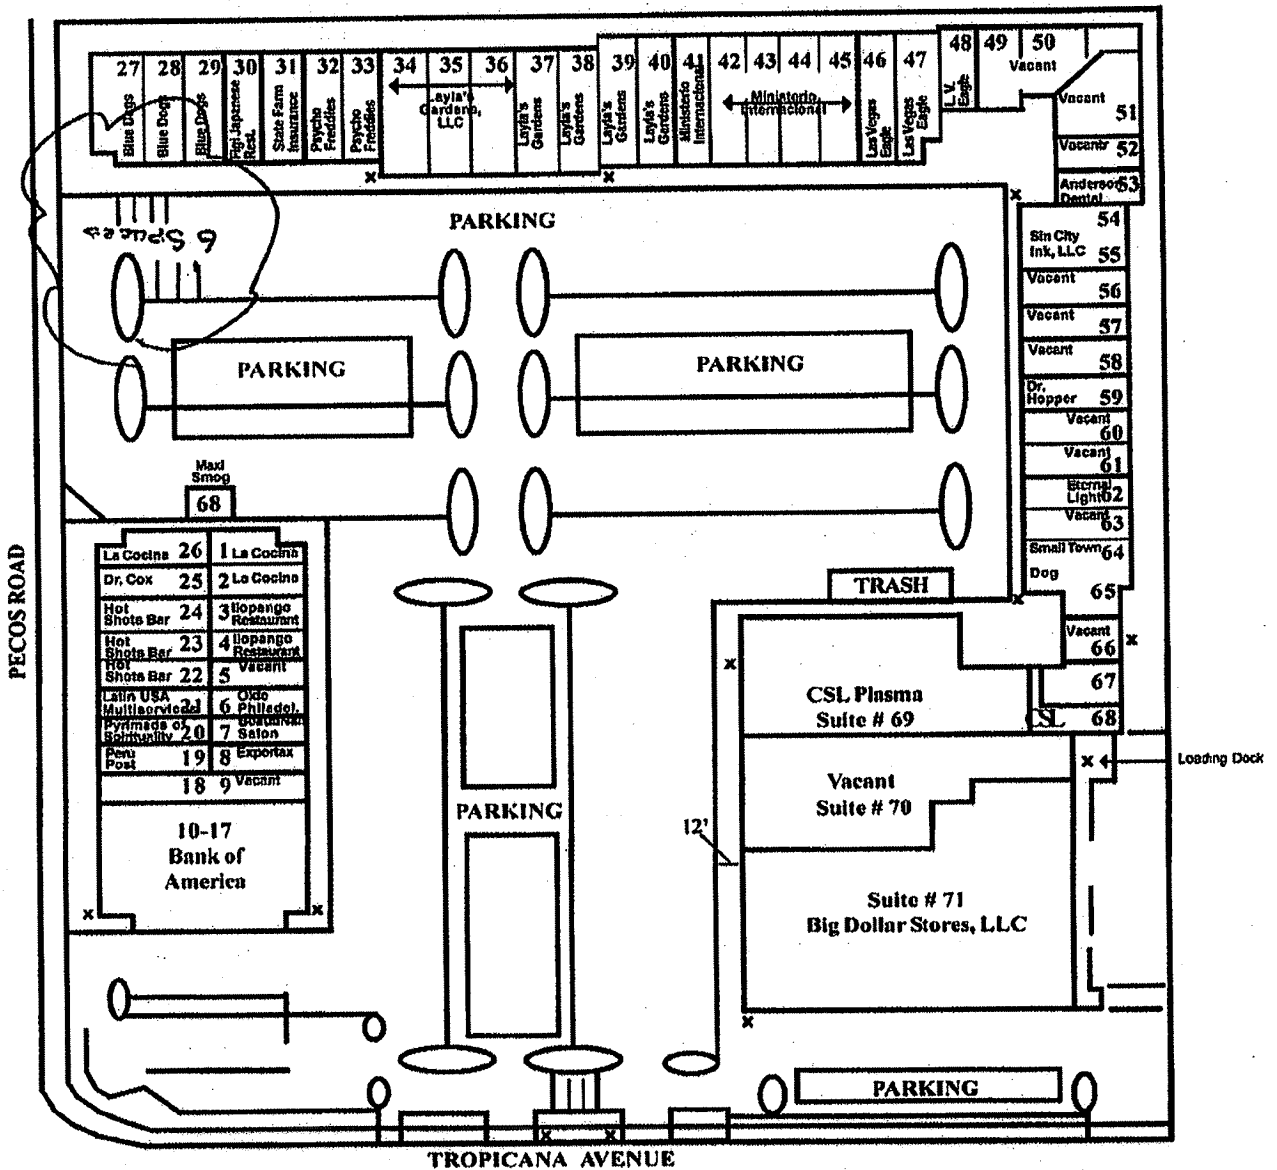 27
Blue Dogs
28
Blue Dogs
29
Blue Dogs
30
Japanese
Rest.
31
State Farm
Insurance
32
Psycho
Freddies
33
Psycho
Freddies
34
35
36
Layla's
Gardens,
LLC
37
Layla's
Gardens
38
Layla's
Gardens
39
Layla's
Gardens
40
Layla's
Gardens
41
Ministerio
Internacional
42
43
44
45
Ministerio
Internacional
46
Las Vegas
Eagle
47
Las Vegas
Eagle
48
L.V.
Eagle
49
50
Vacant
Vacant
51
Vacant
52
Anderson 53
Dental
54
Sin City
Ink, LLC 55
Vacant
56
Vacant
57
Vacant
58
Dr.
Hopper 59
Vacant
60
Vacant
61
Eternal
Light 62
Vacant
63
Small Town 64
Dog
65
Vacant
66
67
CSL 68
PARKING
6 Spaces
PARKING
PARKING
Maxi
Smog
68
La Cocina 26
1 La Cocina
Dr. Cox 25
2 La Cocina
Hot
Shots Bar 24
3 Ilopango
Restaurant
Hot
Shots Bar 23
4 Ilopango
Restaurant
Hot
Shots Bar 22
5 Vacant
Latin USA
Multiservices 21
6 Olde
Philadel.
Pyrimads of
Spirituality 20
7
Salon
Peru
Post 19
8 Exportax
18
9 Vacant
10-17
Bank of
America
PARKING
TRASH
CSL Plasma
Suite # 69
Vacant
Suite # 70
12'
Suite # 71
Big Dollar Stores, LLC
Loading Dock
PARKING
PECOS ROAD
TROPICANA AVENUE